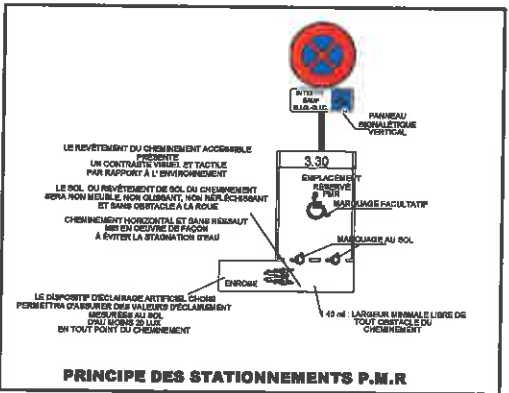 INTERDIT
SAUF
G.I.G.-G.I.C.
PANNEAU
SIGNALÉTIQUE
VERTICAL
LE REVÊTEMENT DU CHEMINEMENT ACCESSIBLE
PRÉSENTE
UN CONTRASTE VISUEL ET TACTILE
PAR RAPPORT À L'ENVIRONNEMENT
3.30
EMPLACEMENT
RÉSERVÉ
PMR
MARQUAGE FACULTATIF
LE SOL OU REVÊTEMENT DE SOL DU CHEMINEMENT
SERA NON MEUBLE, NON GLISSANT, NON RÉFLÉCHISSANT
ET SANS OBSTACLE À LA ROUE
CHEMINEMENT HORIZONTAL ET SANS RESSAUT
MIS EN OEUVRE DE FAÇON
À ÉVITER LA STAGNATION D'EAU
MARQUAGE AU SOL
ENROBÉ
LE DISPOSITIF D'ÉCLAIRAGE ARTIFICIEL CHOISI
PERMETTRA D'ASSURER DES VALEURS D'ÉCLAIREMENT
MESURÉES AU SOL
D'AU MOINS 20 LUX
EN TOUT POINT DU CHEMINEMENT
1.40 ml : LARGEUR MINIMALE LIBRE DE
TOUT OBSTACLE DU
CHEMINEMENT
PRINCIPE DES STATIONNEMENTS P.M.R